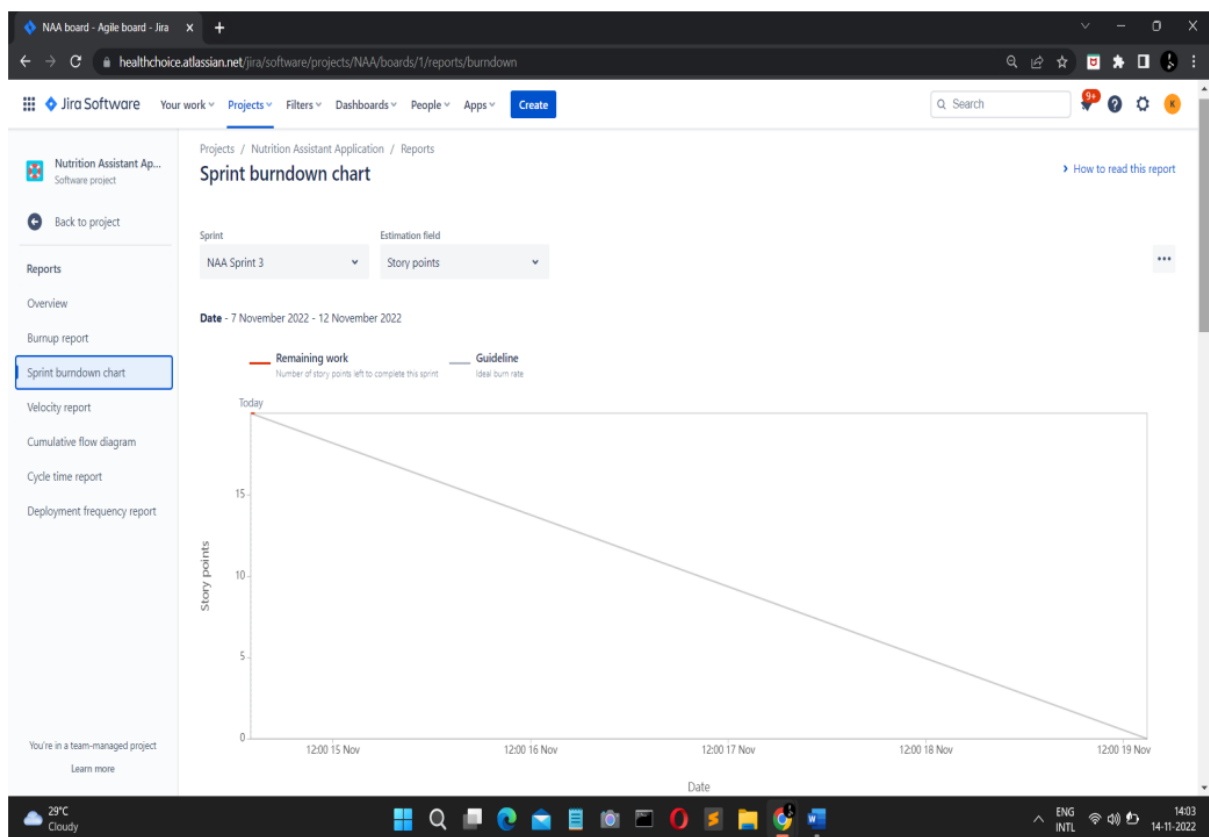 NAA board - Agile board - Jira
healthchoice.atlassian.net/jira/software/projects/NAA/boards/1/reports/burndown
Jira Software Your work Projects Filters Dashboards People Apps Create Search 9+ K
Projects / Nutrition Assistant Application / Reports
Nutrition Assistant Ap...
Software project
Sprint burndown chart
How to read this report
Back to project
Reports
Overview
Burnup report
Sprint burndown chart
Velocity report
Cumulative flow diagram
Cycle time report
Deployment frequency report
You're in a team-managed project
Learn more
Sprint Estimation field
NAA Sprint 3 Story points
Date - 7 November 2022 - 12 November 2022
Remaining work Guideline
Number of story points left to complete this sprint Ideal burn rate
Today
15
10
5
0
Story points
12:00 15 Nov 12:00 16 Nov 12:00 17 Nov 12:00 18 Nov 12:00 19 Nov
Date
29°C
Cloudy
ENG
INTL
14:03
14-11-2022